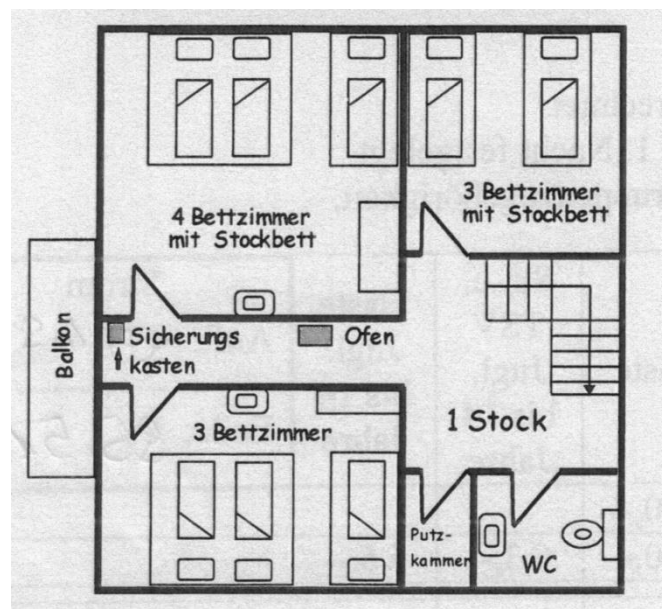 4 Bettzimmer
mit Stockbett
3 Bettzimmer
mit Stockbett
Balkon
Sicherungs
kasten
Ofen
3 Bettzimmer
1 Stock
Putz-
kammer
WC